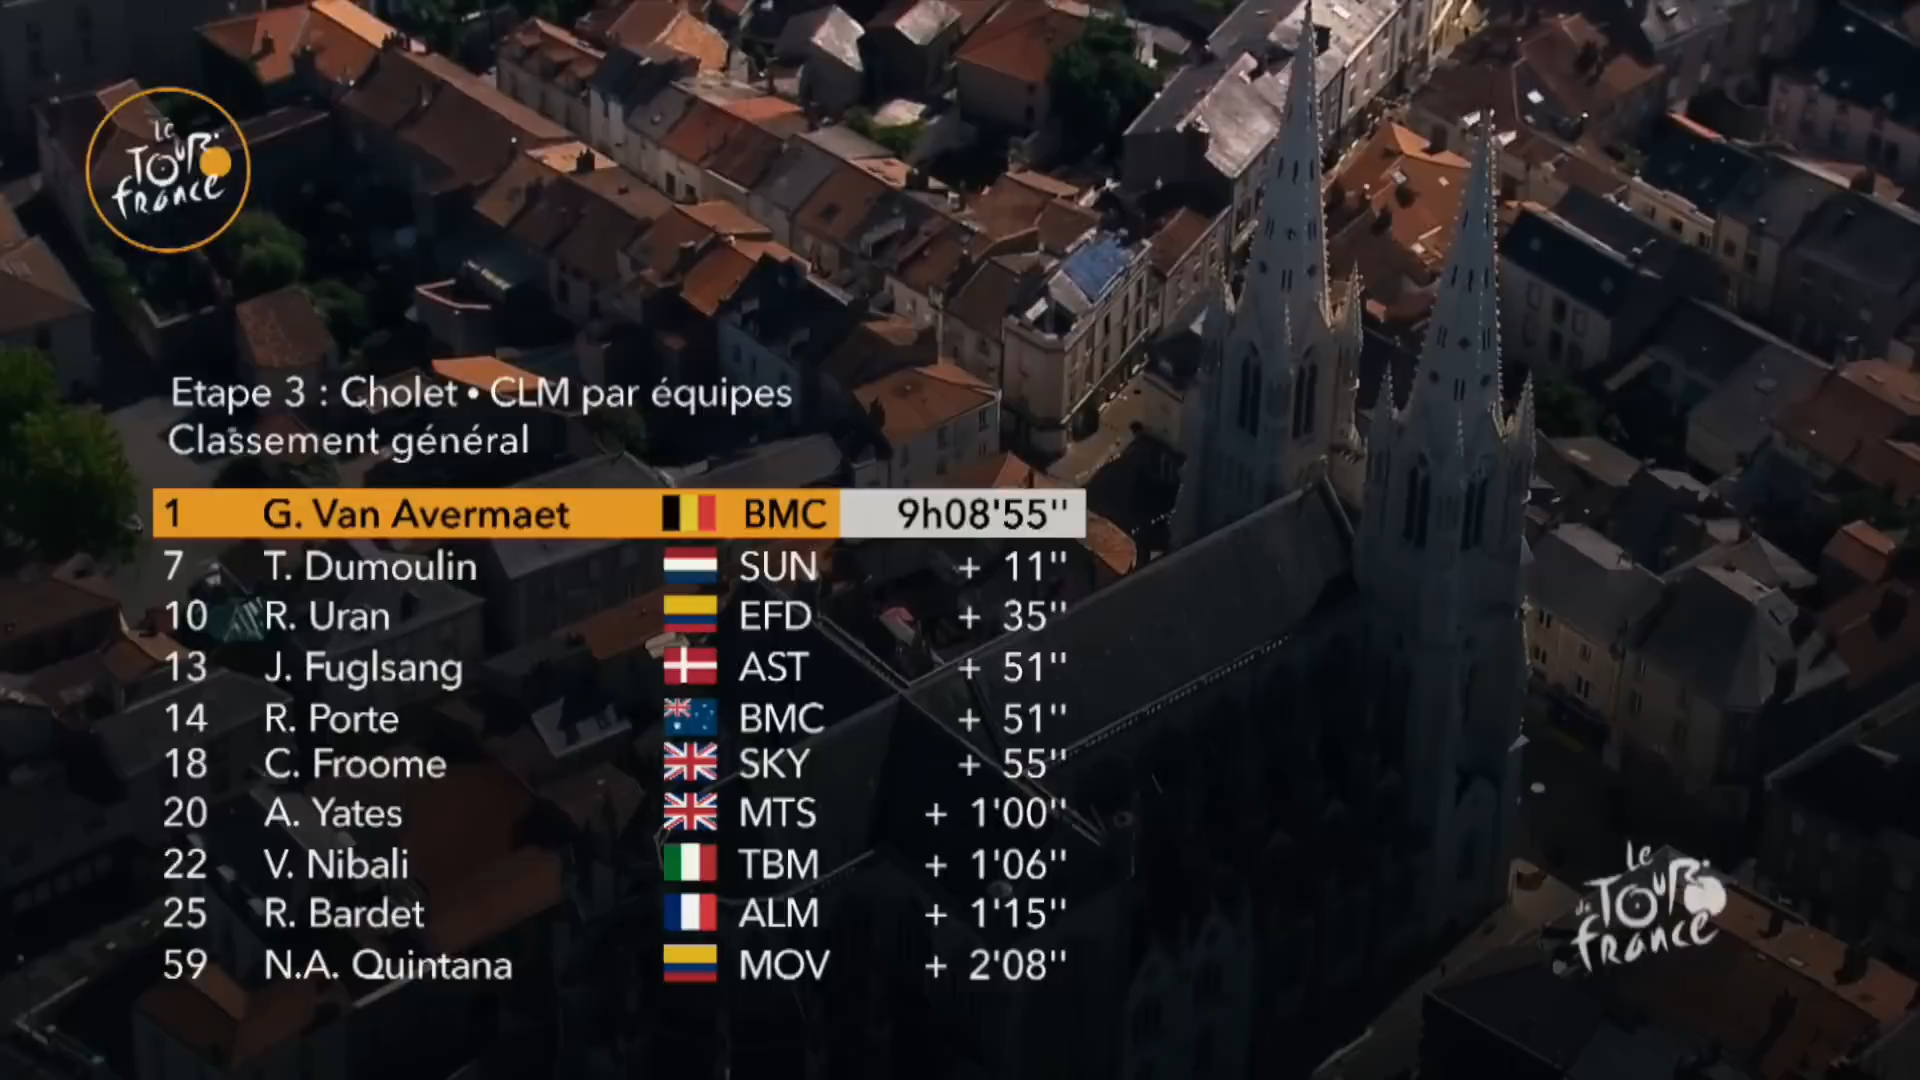 Le
TOUR
de
france
Etape 3 : Cholet • CLM par équipes
Classement général
1 G. Van Avermaet BMC 9h08'55''
7 T. Dumoulin SUN + 11''
10 R. Uran EFD + 35''
13 J. Fuglsang AST + 51''
14 R. Porte BMC + 51''
18 C. Froome SKY + 55''
20 A. Yates MTS + 1'00''
22 V. Nibali TBM + 1'06''
25 R. Bardet ALM + 1'15''
59 N.A. Quintana MOV + 2'08''
Le
TOUR
de
france